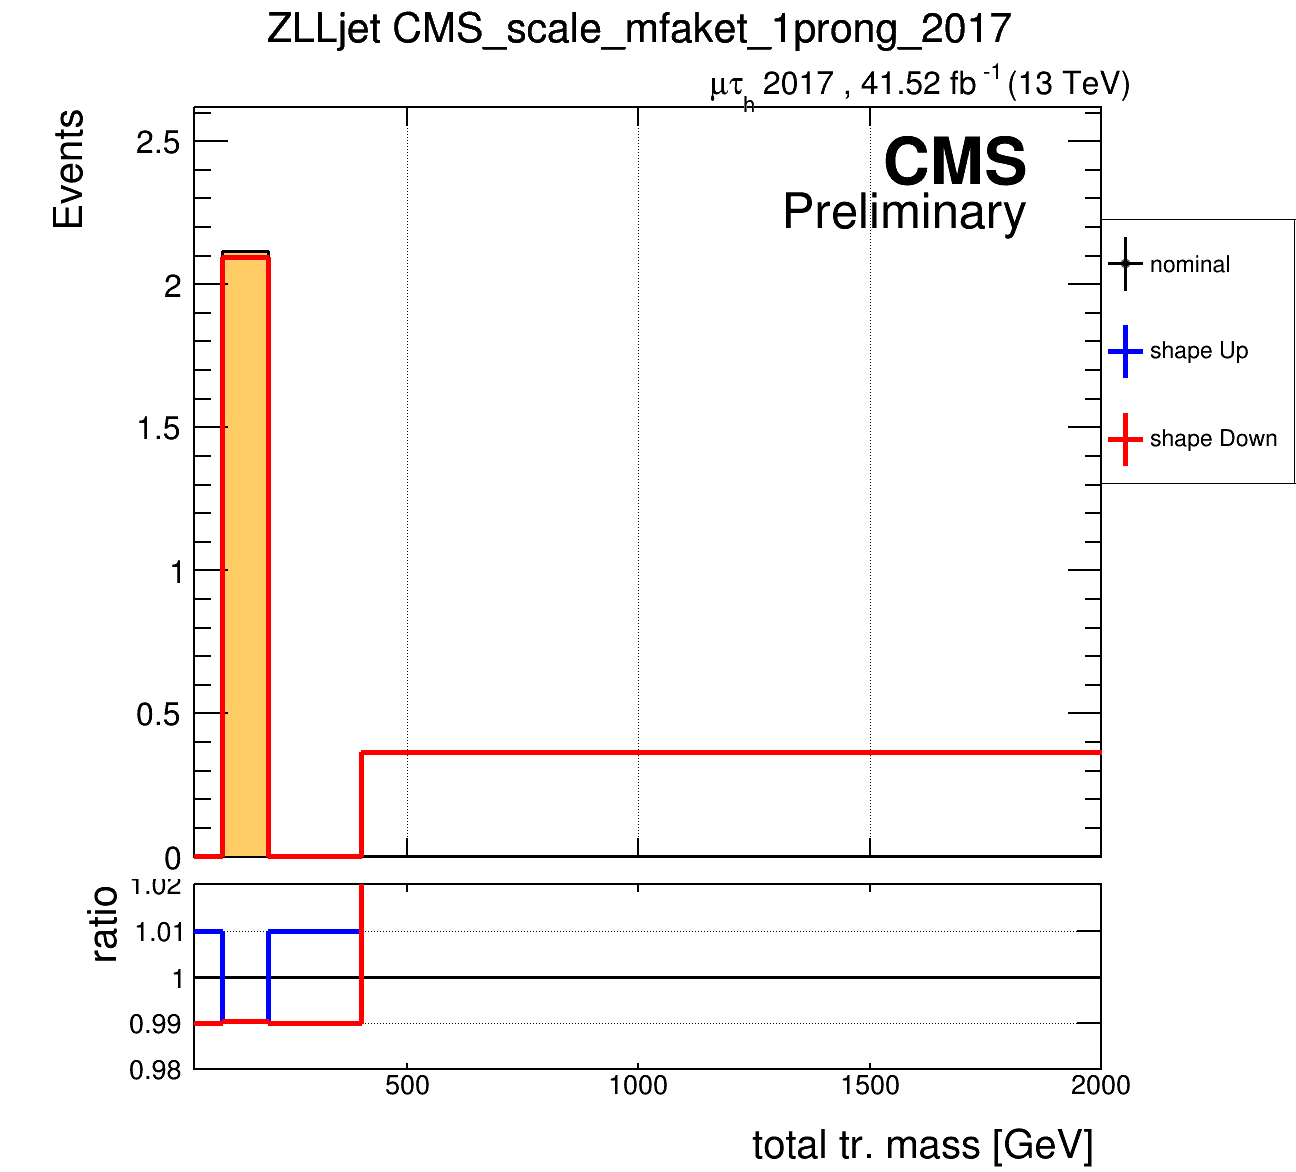 ZLLjet CMS_scale_mfaket_1prong_2017
μτh 2017 , 41.52 fb-1 (13 TeV)
Events
2.5
2
1.5
1
0.5
0
CMS
Preliminary
nominal
shape Up
shape Down
ratio
1.02
1.01
1
0.99
0.98
500 1000 1500 2000
total tr. mass [GeV]